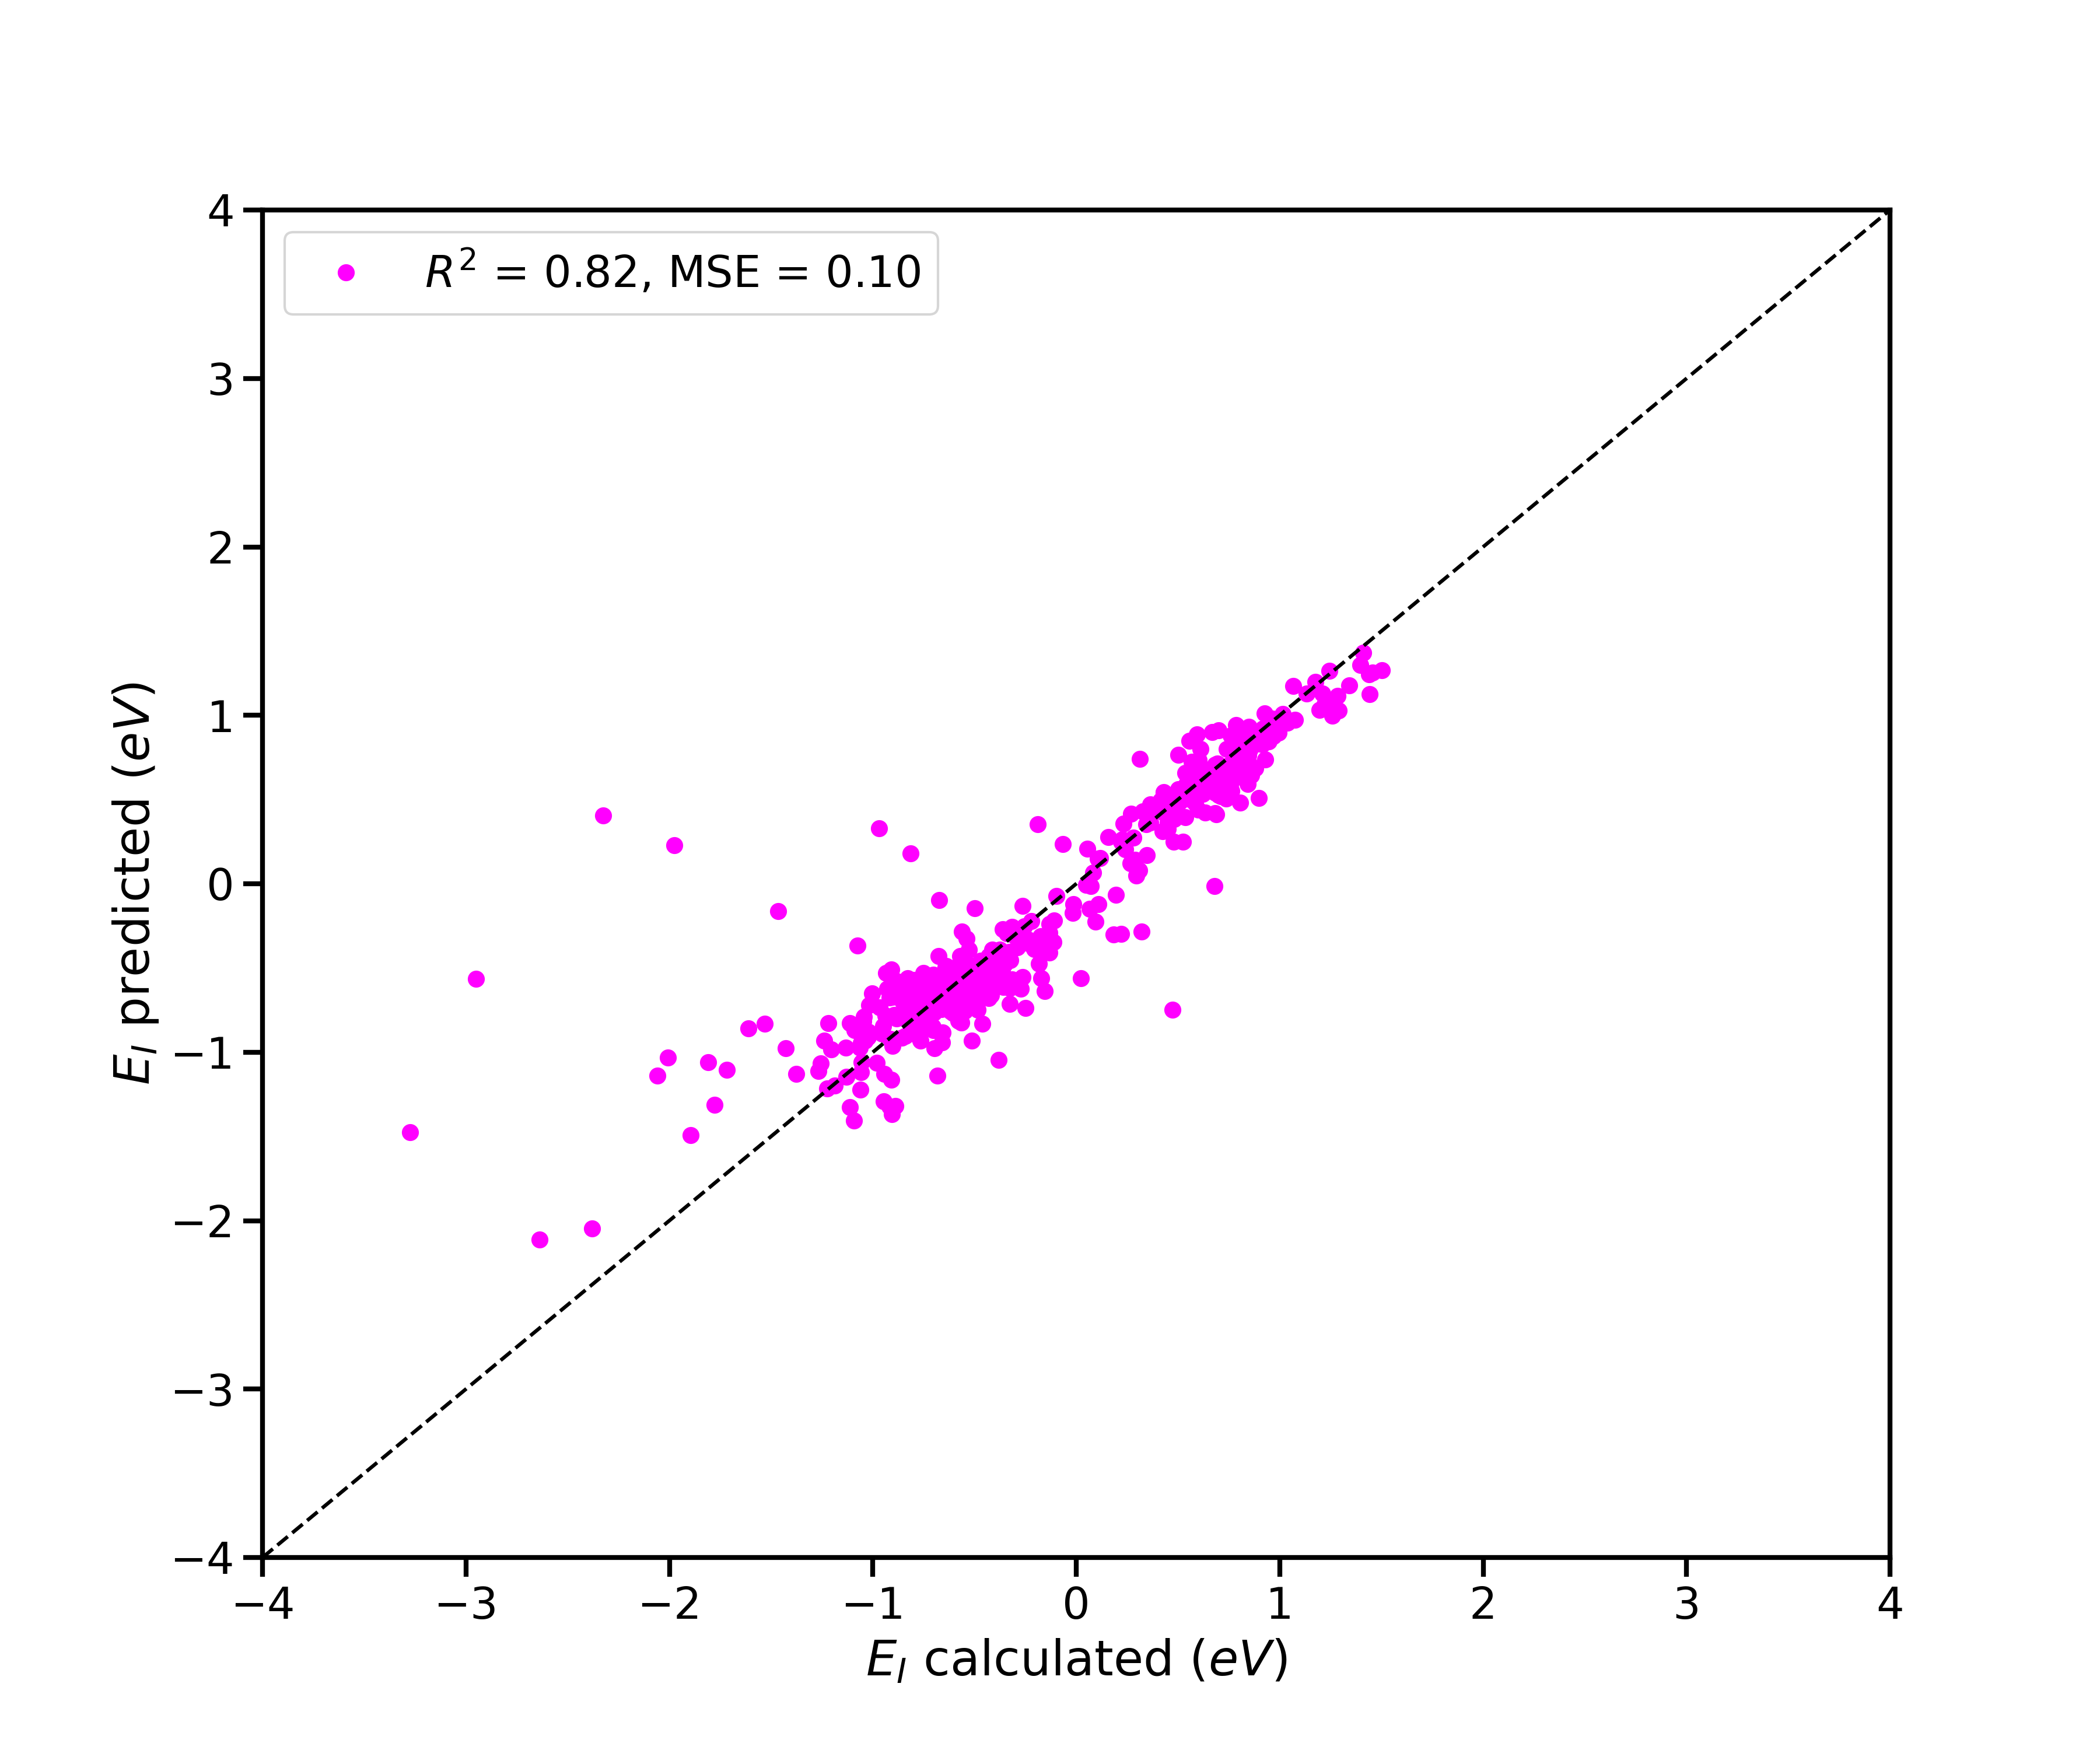 R² = 0.82, MSE = 0.10
4
3
2
1
0
−1
−2
−3
−4
E_I predicted (eV)
−4 −3 −2 −1 0 1 2 3 4
E_I calculated (eV)